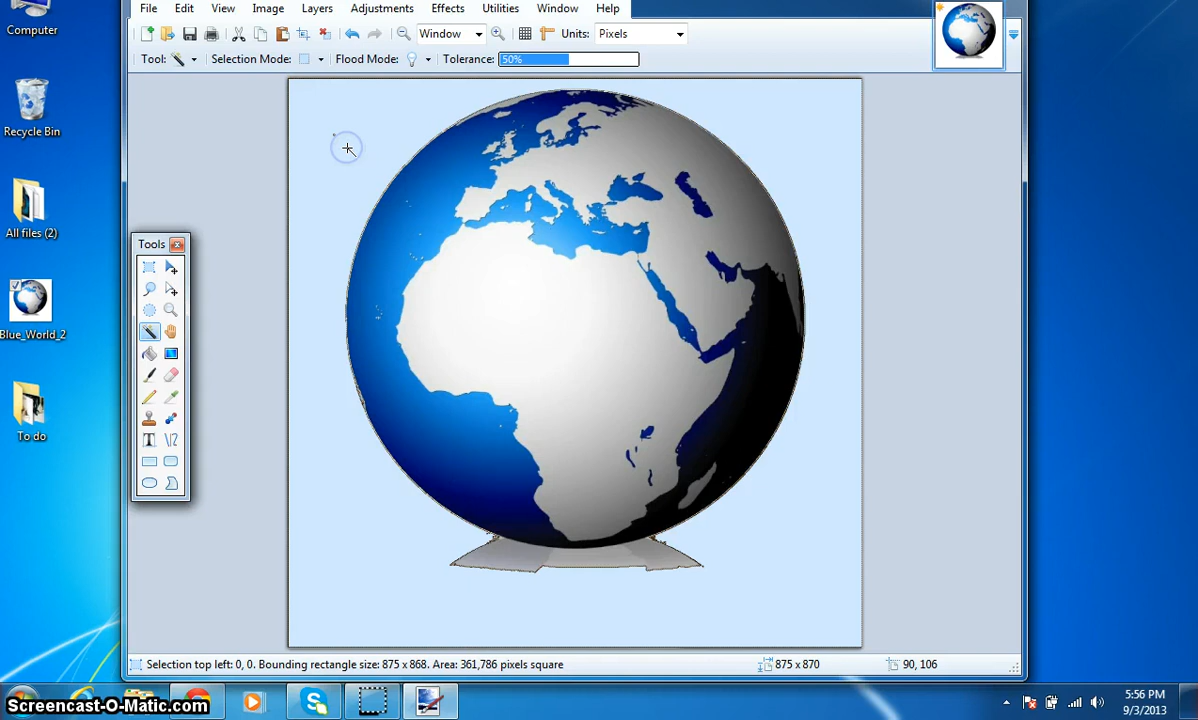 Computer
Recycle Bin
All files (2)
Blue_World_2
To do
File Edit View Image Layers Adjustments Effects Utilities Window Help
Window Units: Pixels
Tool: Selection Mode: Flood Mode: Tolerance: 50%
Tools
Selection top left: 0, 0. Bounding rectangle size: 875 x 868. Area: 361,786 pixels square
875 x 870
90, 106
Screencast-O-Matic.com
5:56 PM
9/3/2013